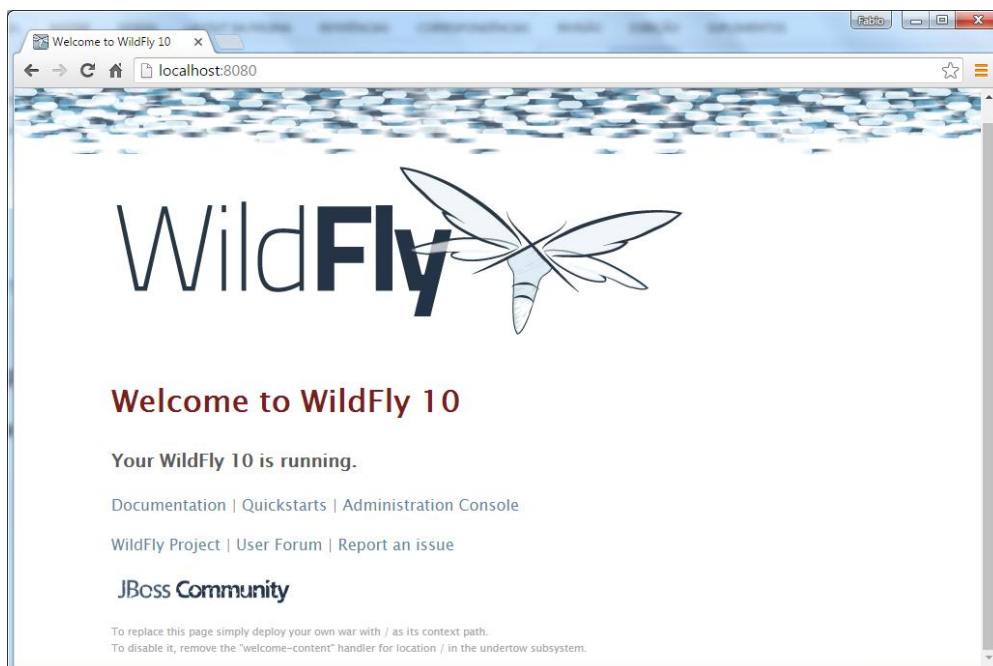 Fabio
Welcome to WildFly 10
localhost:8080
WildFly
Welcome to WildFly 10
Your WildFly 10 is running.
Documentation | Quickstarts | Administration Console
WildFly Project | User Forum | Report an issue
JBoss Community
To replace this page simply deploy your own war with / as its context path.
To disable it, remove the "welcome-content" handler for location / in the undertow subsystem.